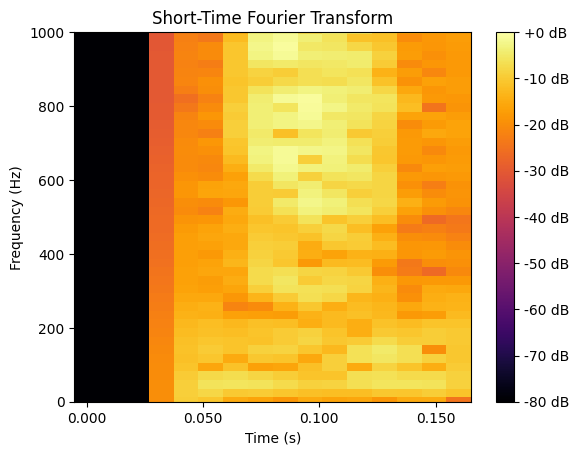 Short-Time Fourier Transform
1000
800
600
400
200
0
Frequency (Hz)
0.000
0.050
0.100
0.150
Time (s)
+0 dB
-10 dB
-20 dB
-30 dB
-40 dB
-50 dB
-60 dB
-70 dB
-80 dB